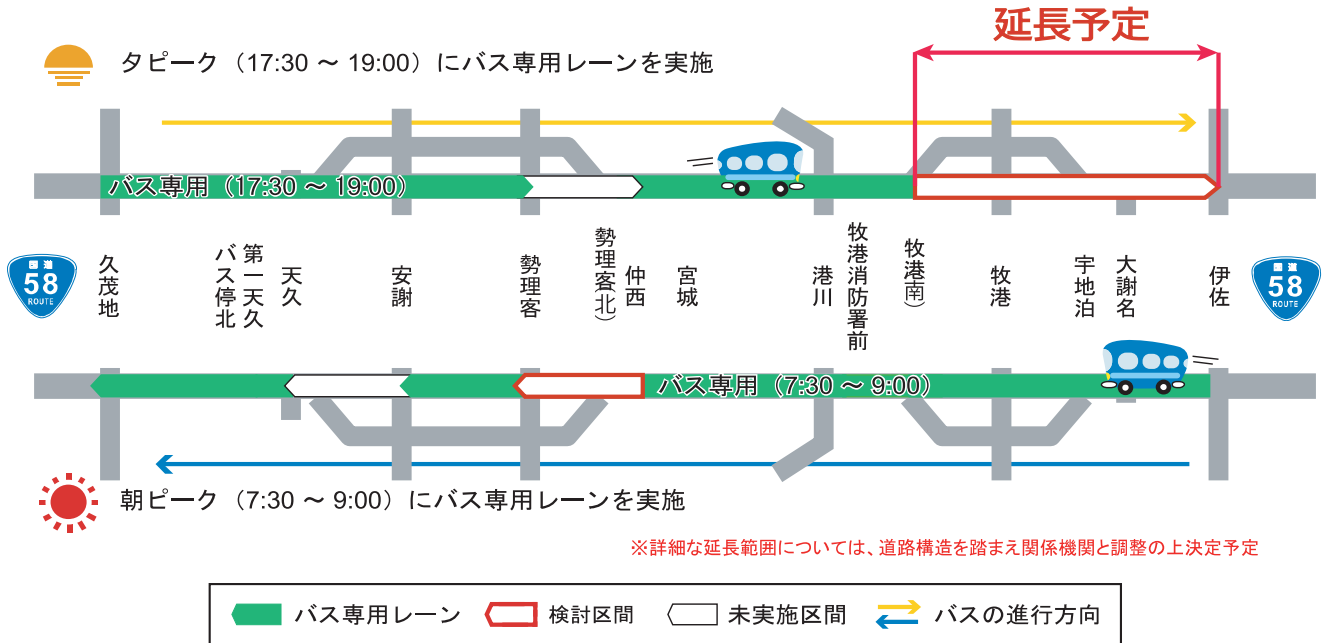 延長予定
夕ピーク（17:30 ～ 19:00）にバス専用レーンを実施
バス専用（17:30 ～ 19:00）
国道
58
ROUTE
久茂地
第一天久
バス停北
天久
安謝
勢理客
勢理客(北)
仲西
宮城
港川
牧港消防署前
牧港(南)
牧港
宇地泊
大謝名
伊佐
国道
58
ROUTE
バス専用（7:30 ～ 9:00）
朝ピーク（7:30 ～ 9:00）にバス専用レーンを実施
※詳細な延長範囲については、道路構造を踏まえ関係機関と調整の上決定予定
バス専用レーン
検討区間
未実施区間
バスの進行方向